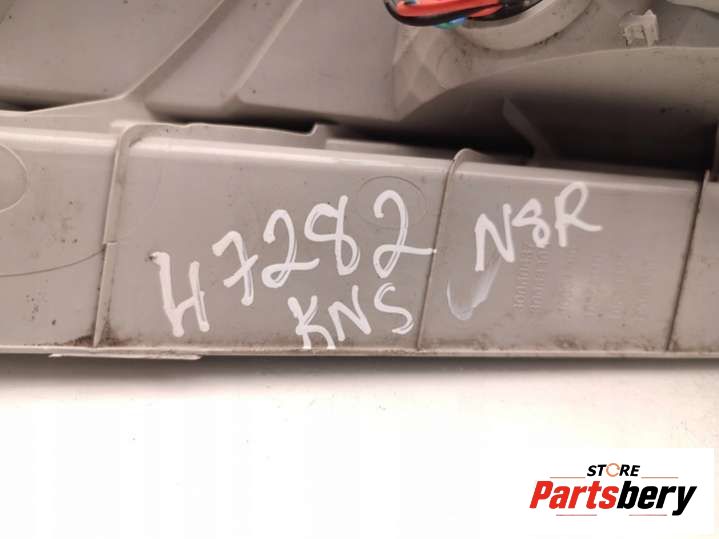 H7282
KNS
N8R
STORE
Partsbery